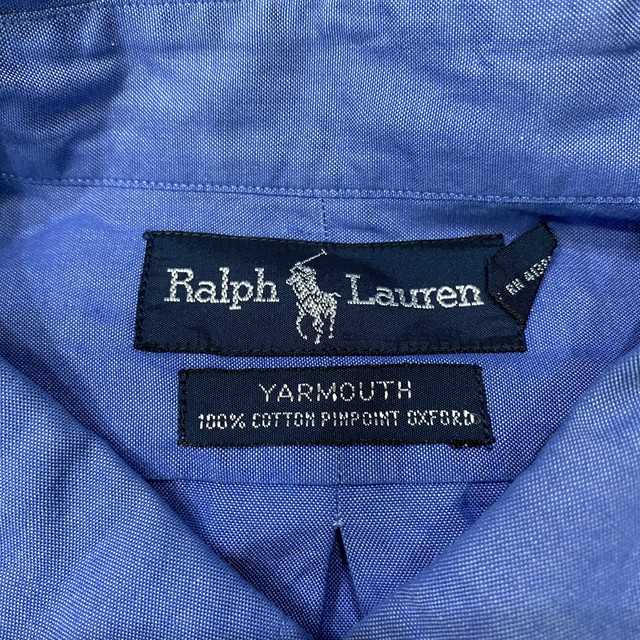 Ralph Lauren
YARMOUTH
100% COTTON PINPOINT OXFORD